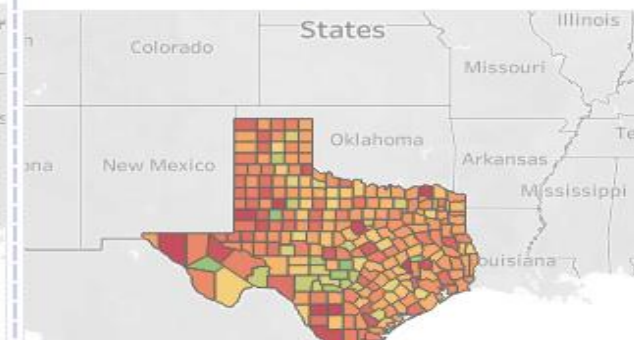 States
Illinois
Colorado
Missouri
Oklahoma
New Mexico
Arkansas
Mississippi
ouisiana
Te
ona
n